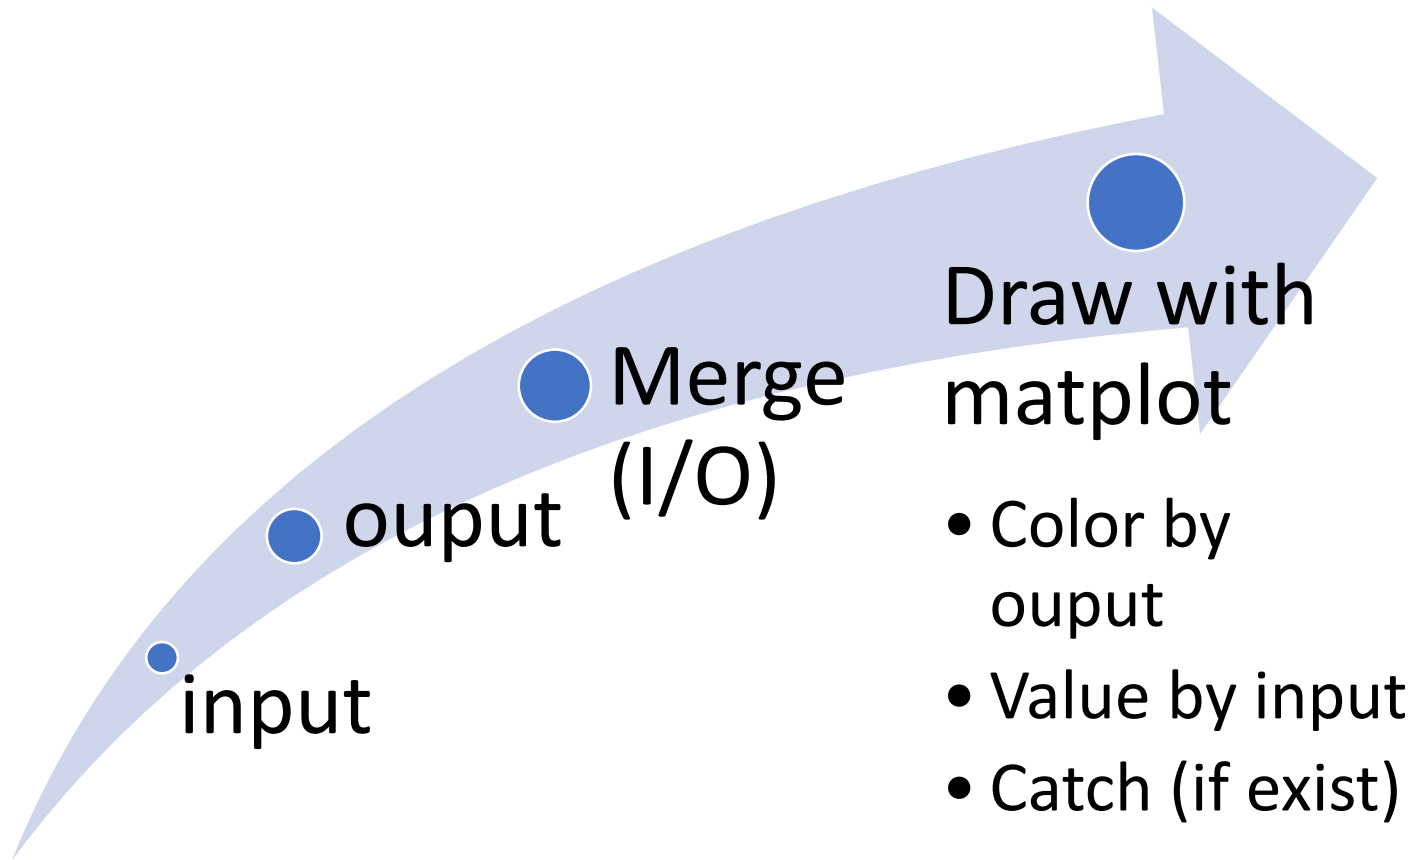 input
ouput
Merge
(I/O)
Draw with
matplot
• Color by
ouput
• Value by input
• Catch (if exist)